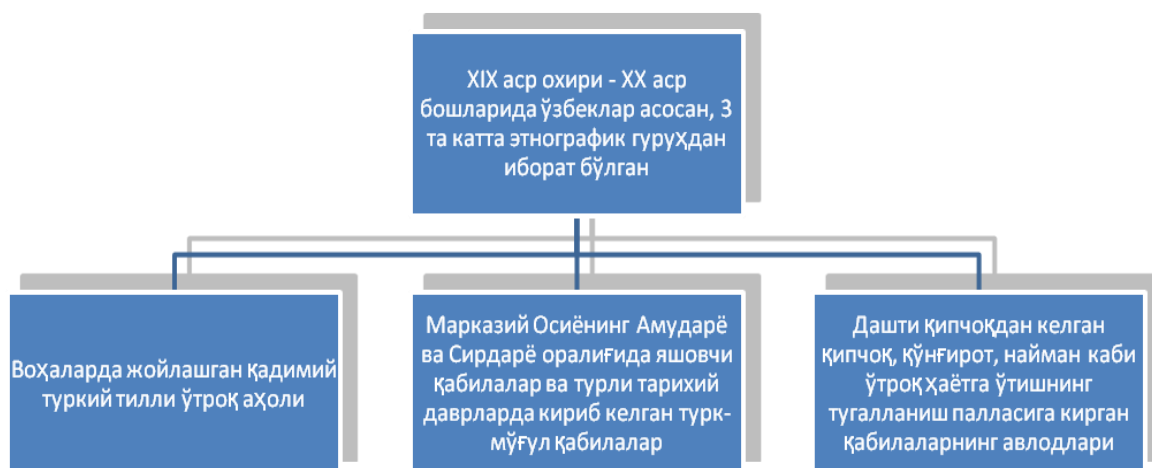 XIX аср охири - XX аср
бошларида ўзбеклар асосан, 3
та катта этнографик гуруҳдан
иборат бўлган
Воҳаларда жойлашган қадимий
туркий тилли ўтроқ аҳоли
Марказий Осиёнинг Амударё
ва Сирдарё оралиғида яшовчи
қабилалар ва турли тарихий
даврларда кириб келган турк-
мўғул қабилалар
Дашти қипчоқдан келган
қипчоқ, қўнғирот, найман каби
ўтроқ ҳаётга ўтишнинг
тугалланиш палласига кирган
қабилаларнинг авлодлари